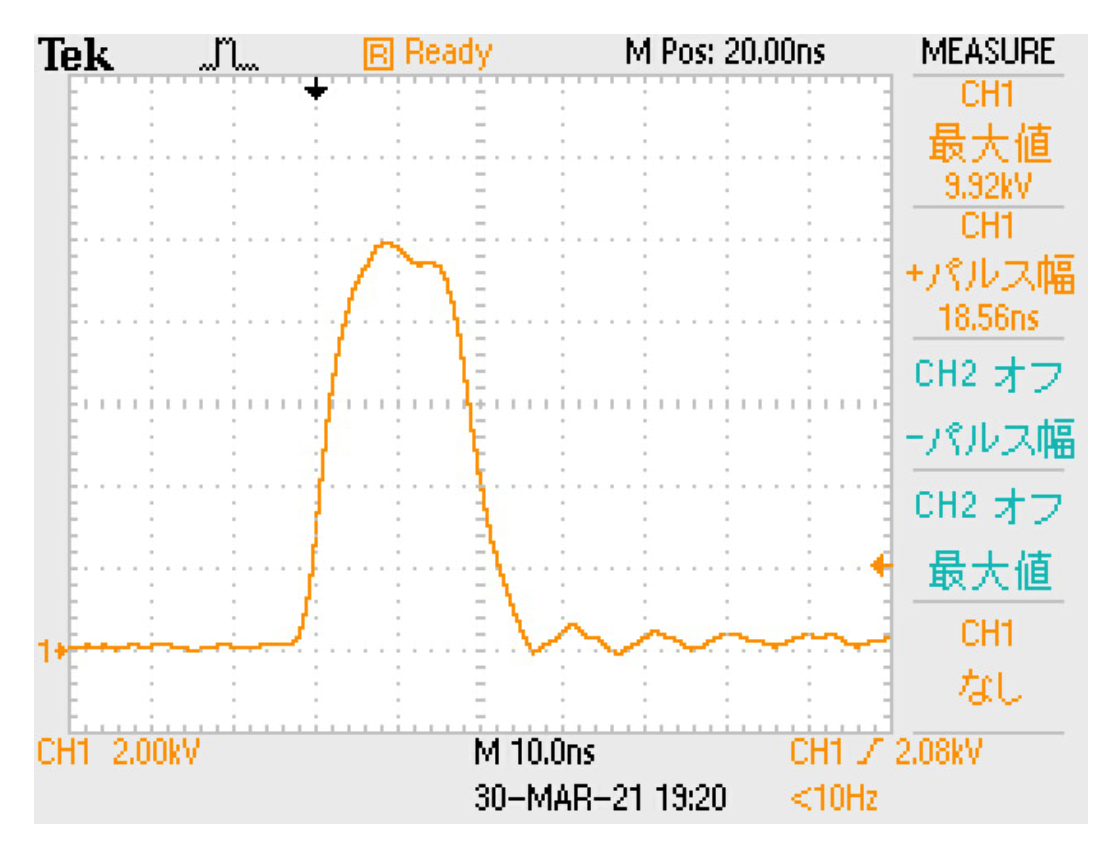 Tek R Ready M Pos: 20.00ns MEASURE
CH1
最大値
9.92kV
CH1
+パルス幅
18.56ns
CH2 オフ
-パルス幅
CH2 オフ
最大値
CH1
なし
1
CH1 2.00kV M 10.0ns CH1 2.08kV
30-MAR-21 19:20 <10Hz